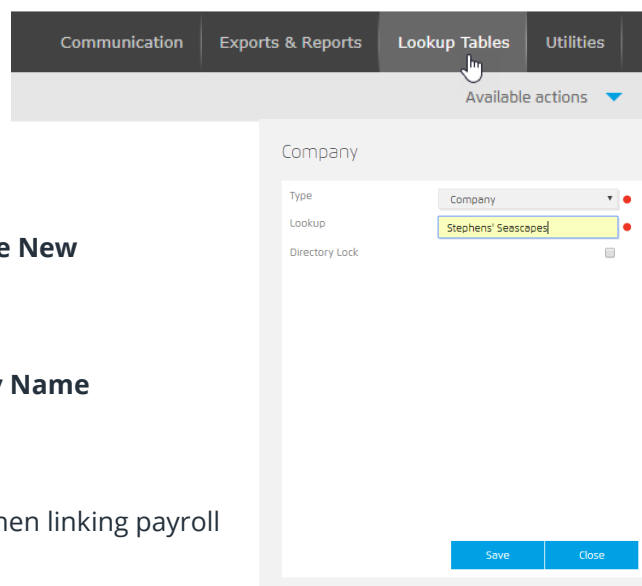 Communication Exports & Reports Lookup Tables Utilities
Available actions
Company
Type Company
Lookup Stephens' Seascapes
Directory Lock
e New
Name
hen linking payroll
Save Close